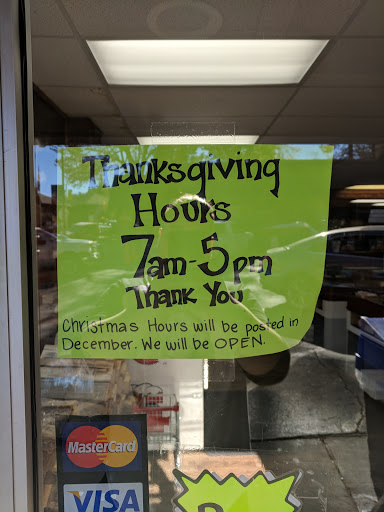 Thanksgiving
Hours
7am-5pm
Thank You
Christmas Hours will be posted in
December. We will be OPEN.
MasterCard
VISA